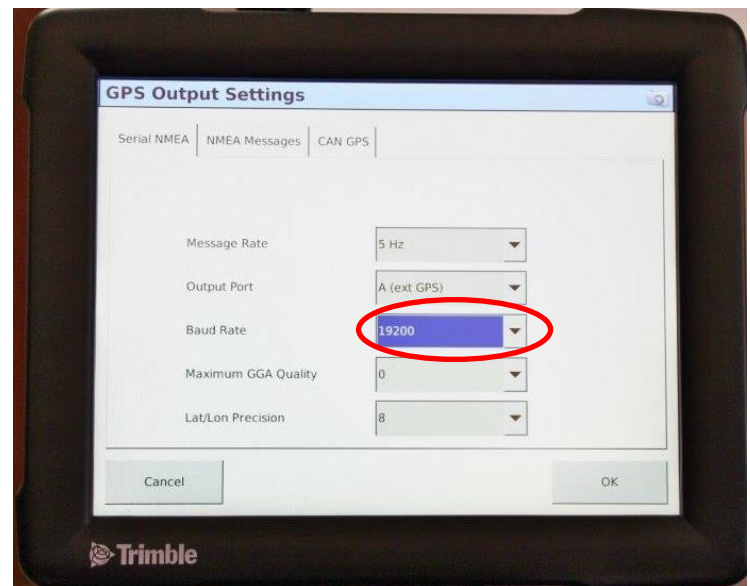 GPS Output Settings
Serial NMEA NMEA Messages CAN GPS
Message Rate 5 Hz
Output Port A (ext GPS)
Baud Rate 19200
Maximum GGA Quality 0
Lat/Lon Precision 8
Cancel OK
Trimble